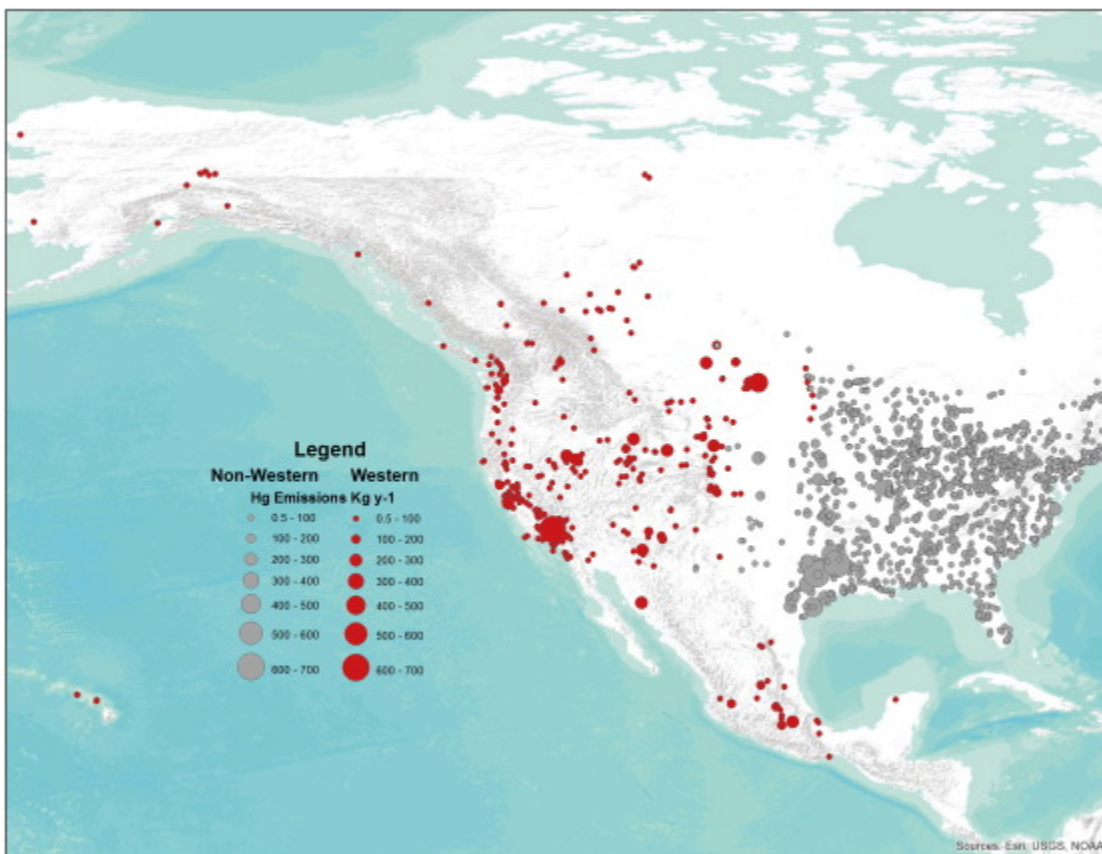 Legend
Non-Western Western
Hg Emissions Kg y-1
0.5 - 100 0.5 - 100
100 - 200 100 - 200
200 - 300 200 - 300
300 - 400 300 - 400
400 - 500 400 - 500
500 - 600 500 - 600
600 - 700 600 - 700
Sources: Esri, USGS, NOAA